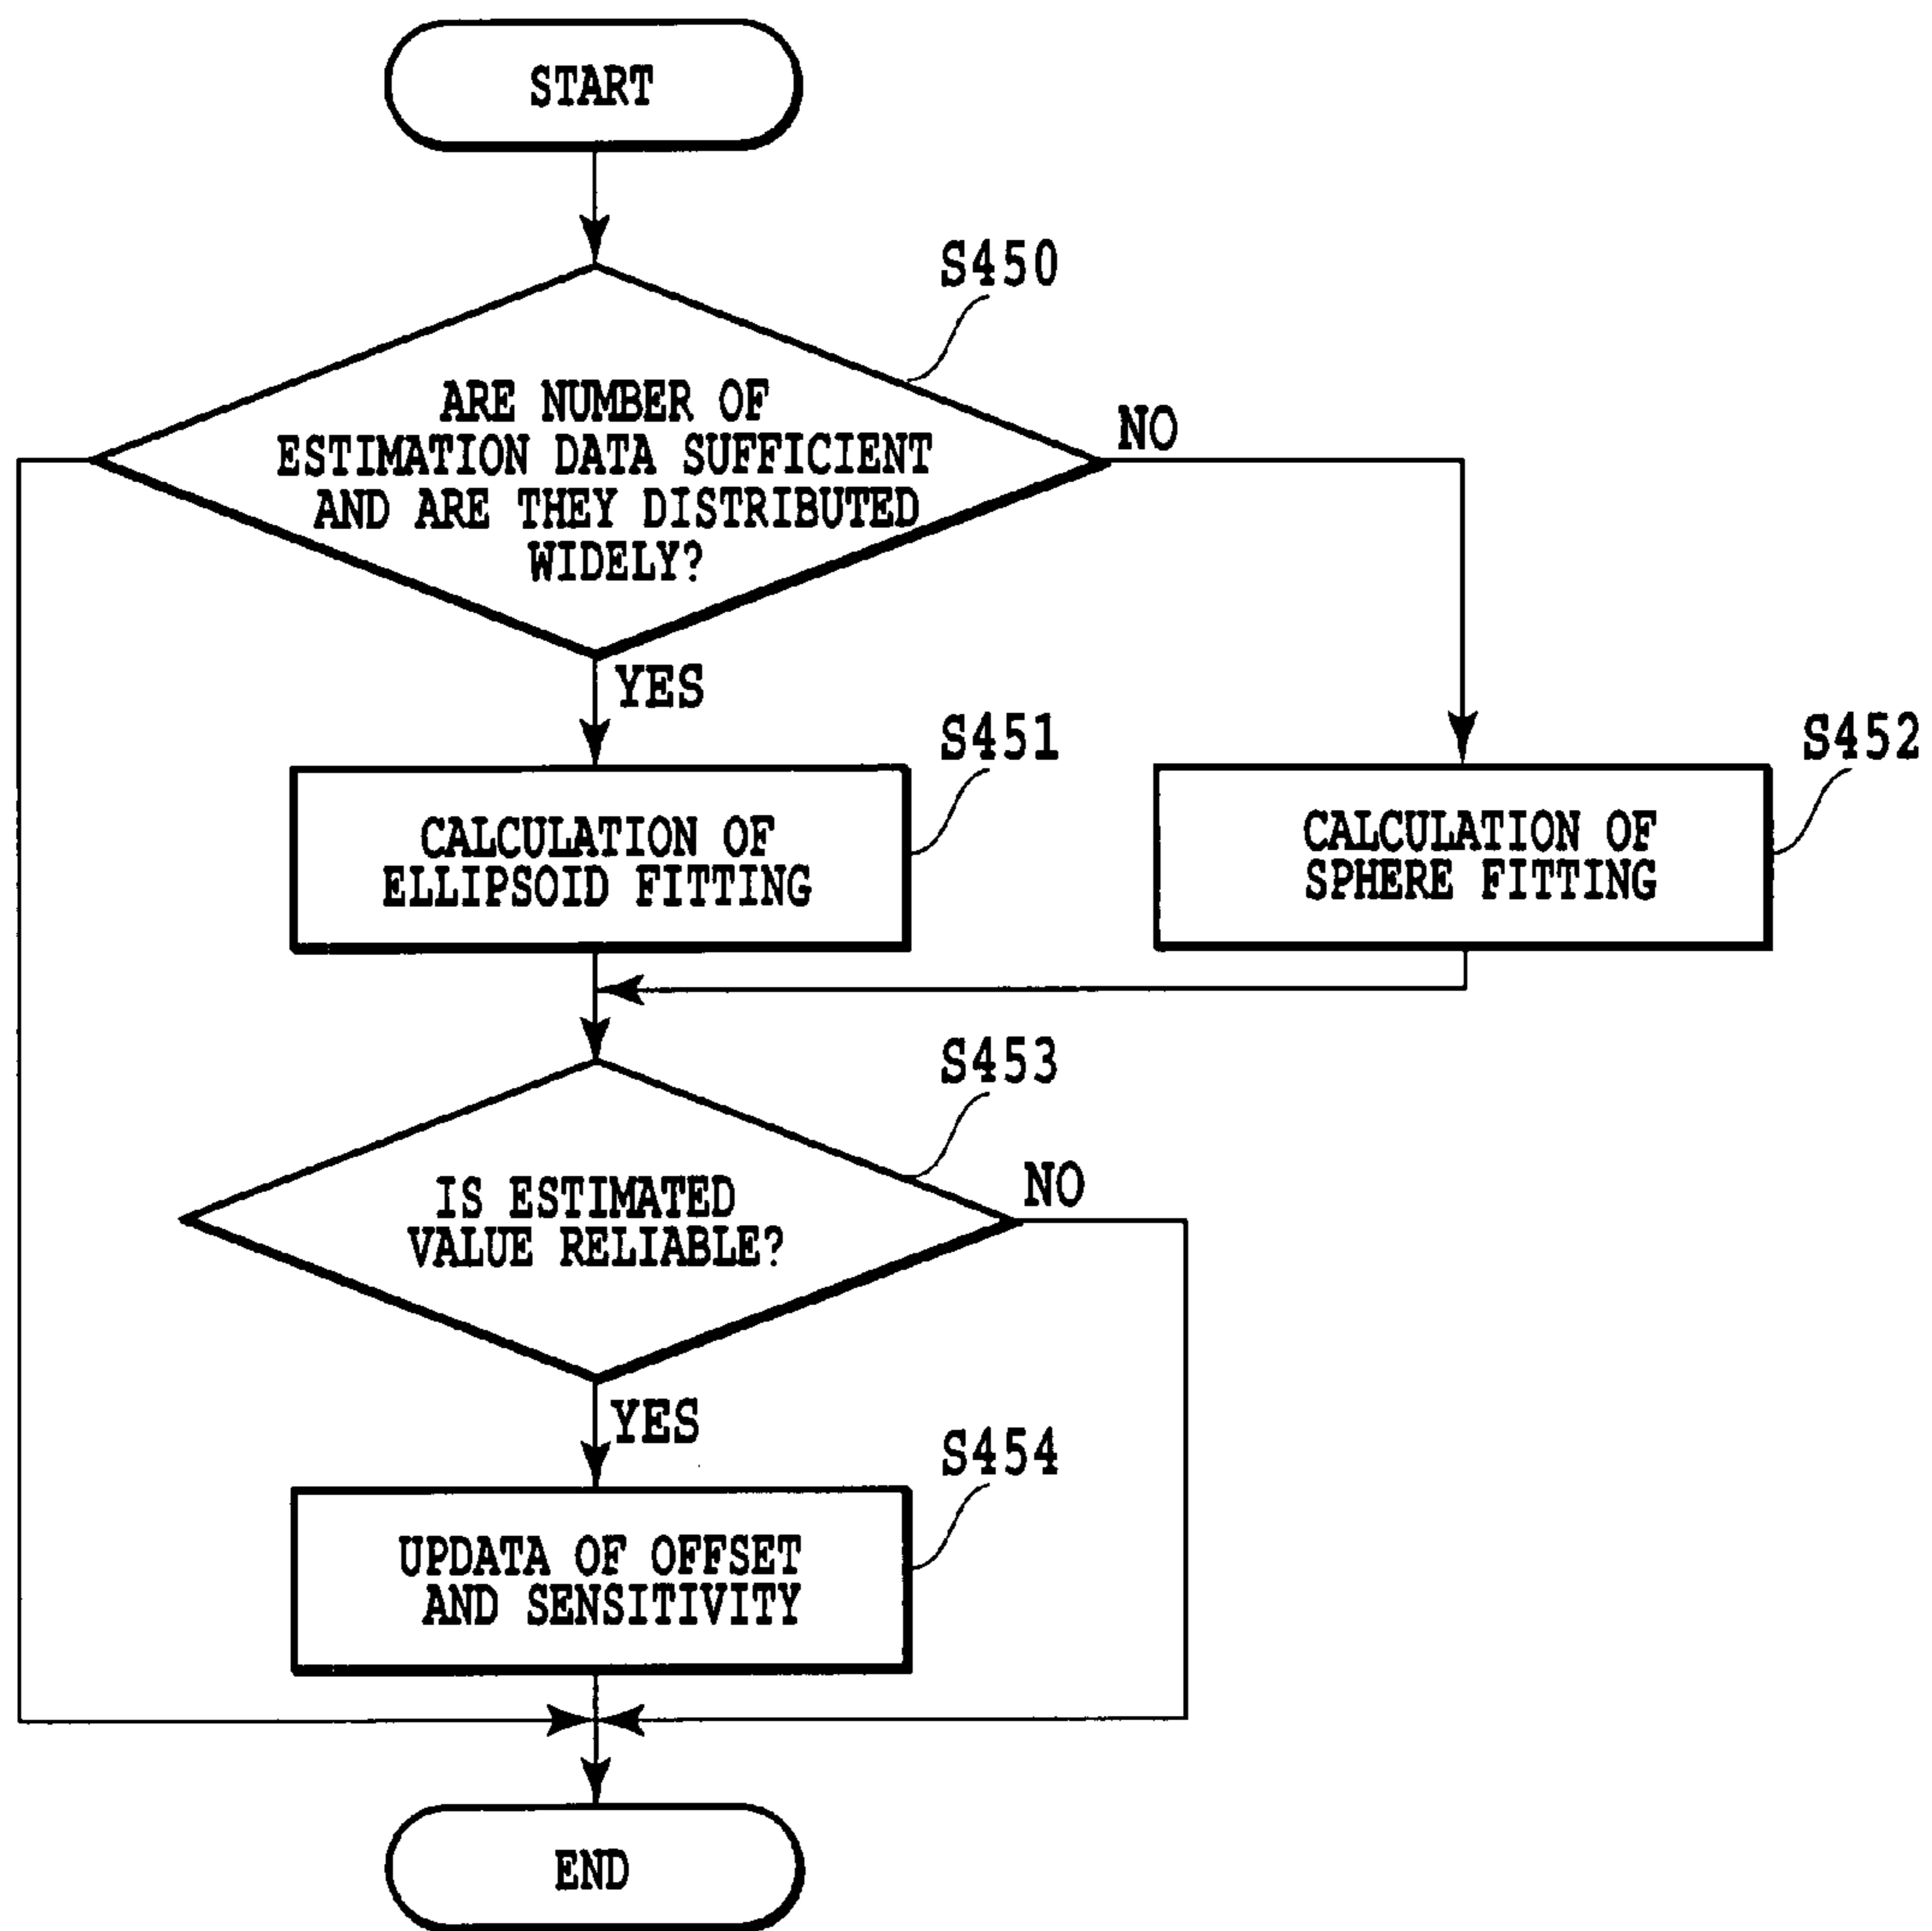 START
S450
ARE NUMBER OF
ESTIMATION DATA SUFFICIENT
AND ARE THEY DISTRIBUTED
WIDELY?
NO
YES
S451
CALCULATION OF
ELLIPSOID FITTING
S452
CALCULATION OF
SPHERE FITTING
S453
IS ESTIMATED
VALUE RELIABLE?
NO
YES
S454
UPDATA OF OFFSET
AND SENSITIVITY
END